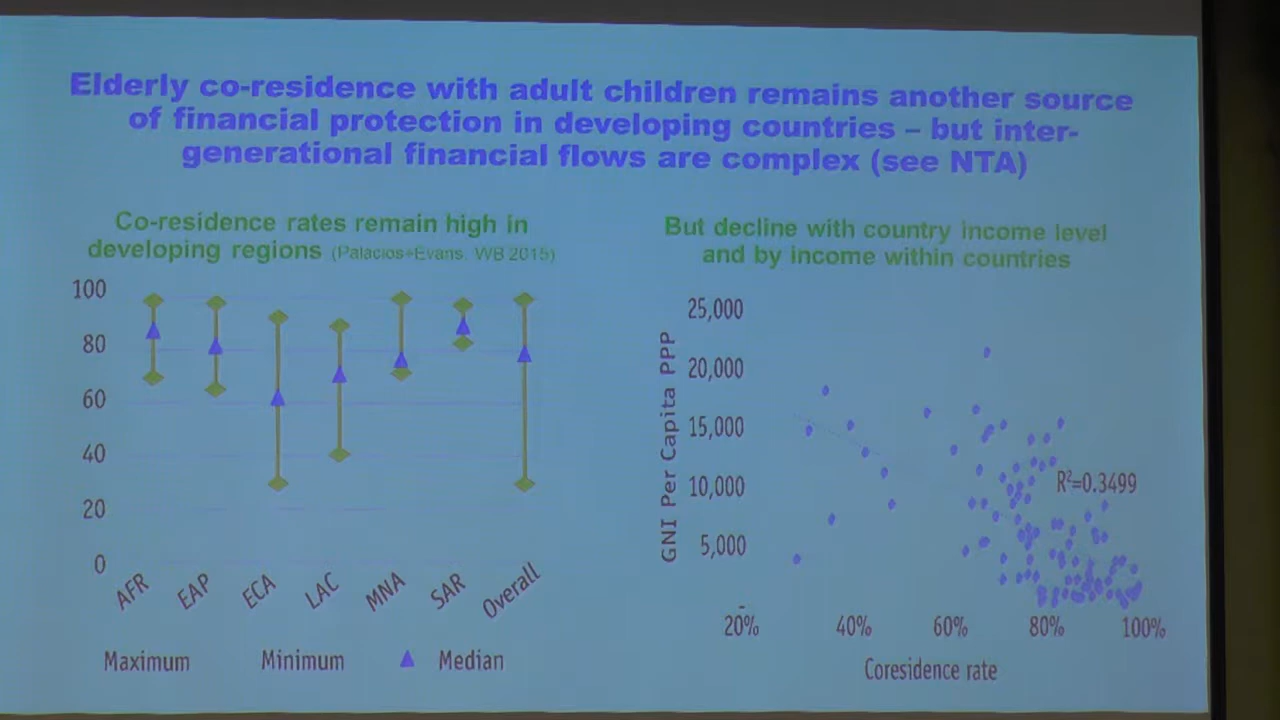 Elderly co-residence with adult children remains another source
of financial protection in developing countries – but inter-
generational financial flows are complex (see NTA)
Co-residence rates remain high in
developing regions (Palacios+Evans, WB 2015)
100
80
60
40
20
0
AFR
EAP
ECA
LAC
MNA
SAR
Overall
Maximum
Minimum
Median
But decline with country income level
and by income within countries
GNI Per Capita PPP
25,000
20,000
15,000
10,000
5,000
-
R²=0.3499
20%
40%
60%
80%
100%
Coresidence rate